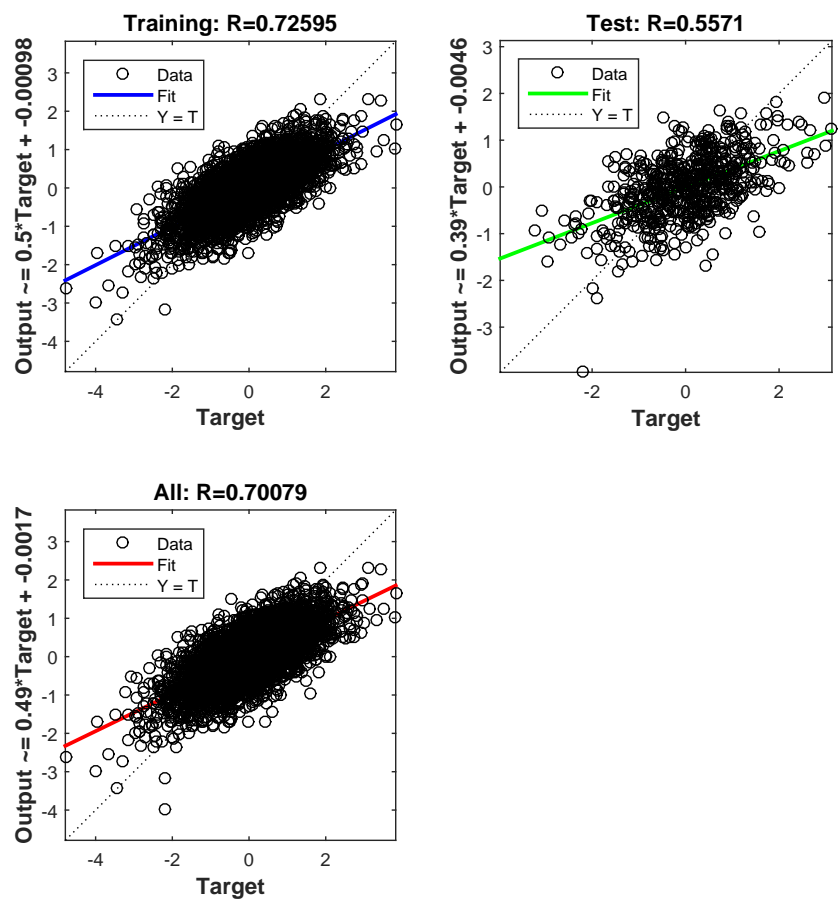 Training: R=0.72595
Output ~= 0.5*Target + -0.00098
3
2
1
0
-1
-2
-3
-4
Data
Fit
Y = T
-4 -2 0 2
Target
Test: R=0.5571
Output ~= 0.39*Target + -0.0046
3
2
1
0
-1
-2
-3
Data
Fit
Y = T
-2 0 2
Target
All: R=0.70079
Output ~= 0.49*Target + -0.0017
3
2
1
0
-1
-2
-3
-4
Data
Fit
Y = T
-4 -2 0 2
Target